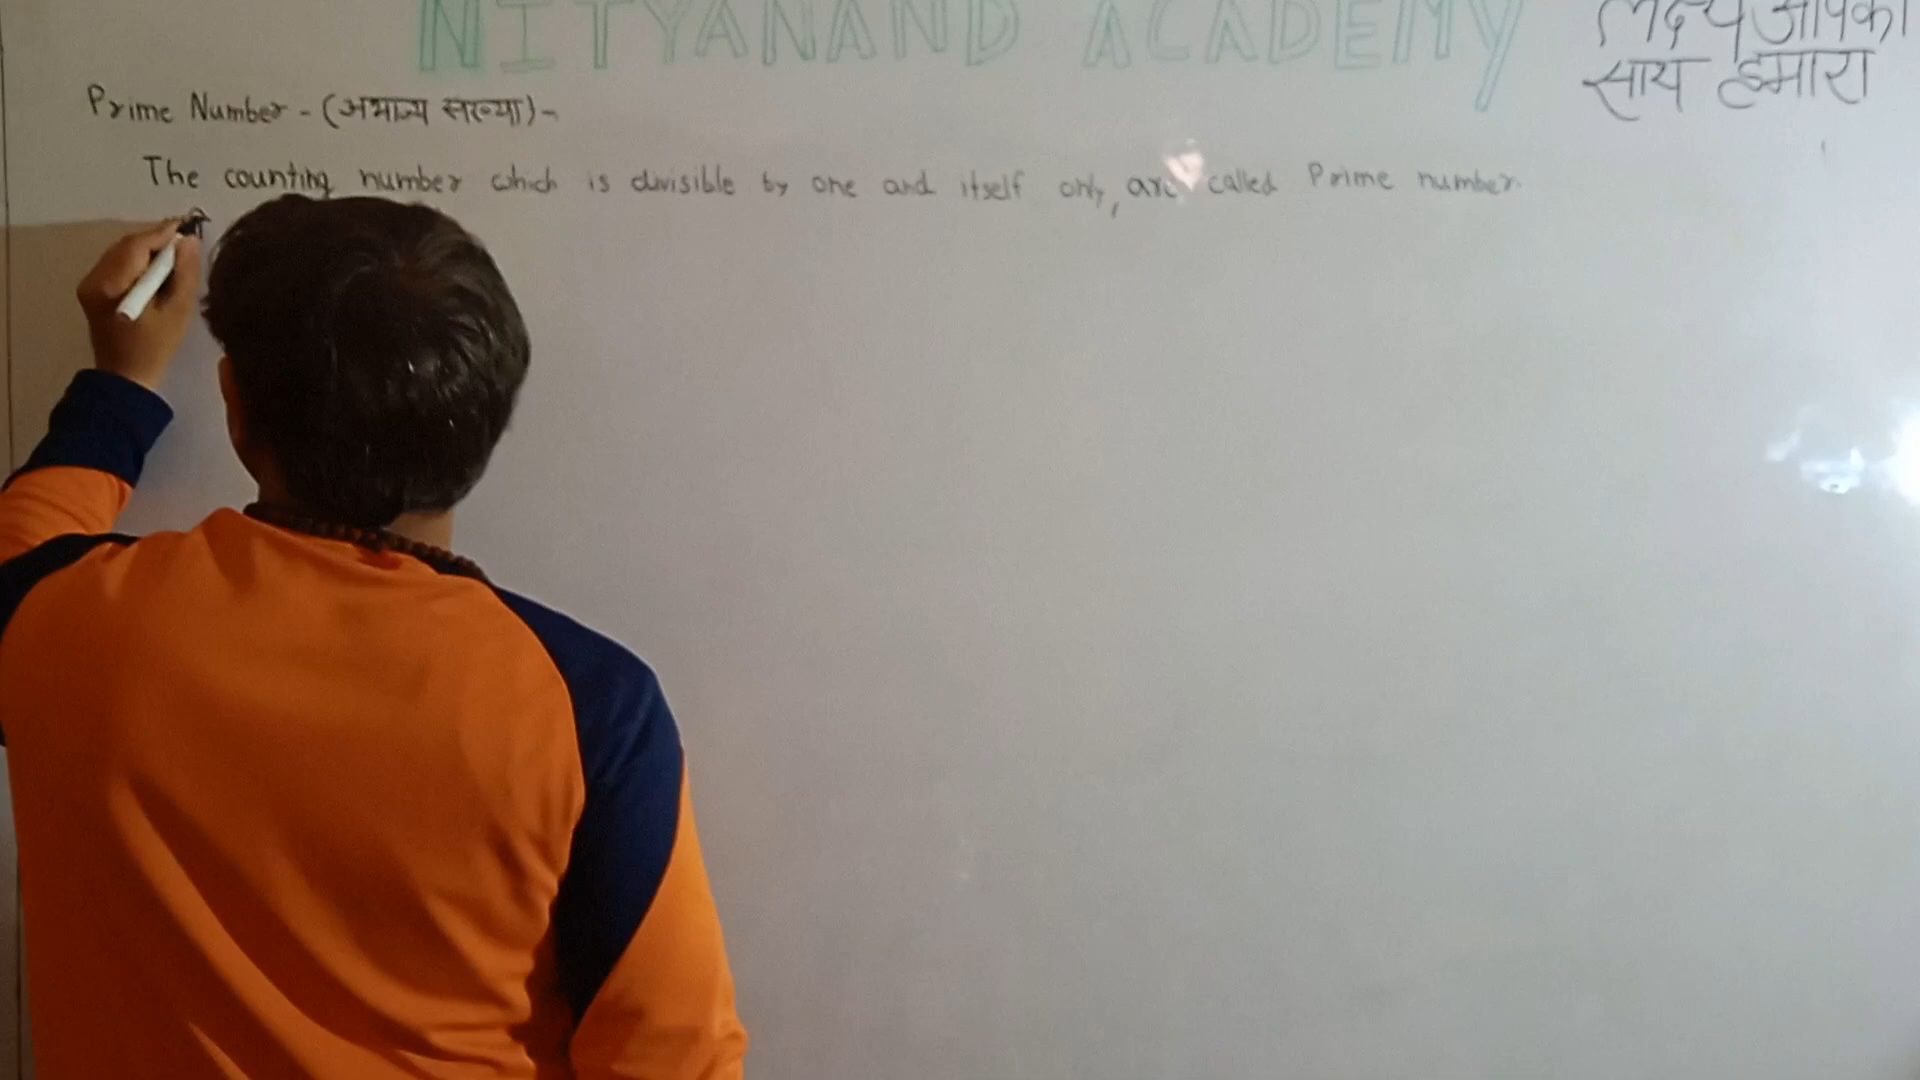 NITYANAND ACADEMY
लक्ष्य आपका
साथ हमारा
Prime Number - (अभाज्य संख्या) -
The counting number which is divisible by one and itself only, are called Prime number.